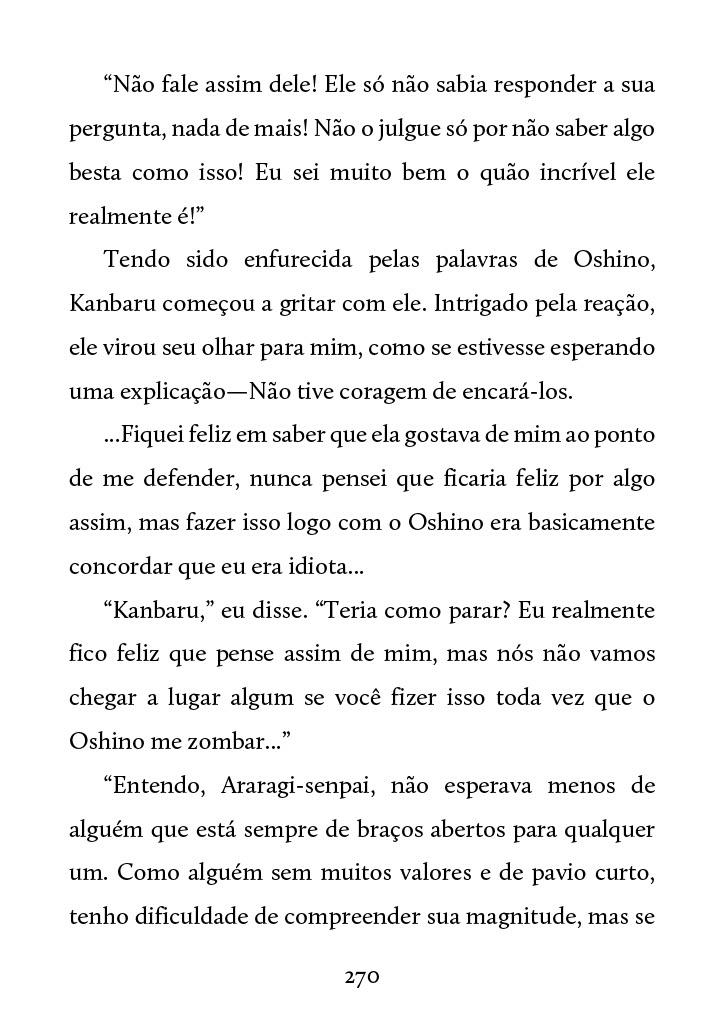 “Não fale assim dele! Ele só não sabia responder a sua
pergunta, nada de mais! Não o julgue só por não saber algo
besta como isso! Eu sei muito bem o quão incrível ele
realmente é!”
Tendo sido enfurecida pelas palavras de Oshino,
Kanbaru começou a gritar com ele. Intrigado pela reação,
ele virou seu olhar para mim, como se estivesse esperando
uma explicação—Não tive coragem de encará-los.
...Fiquei feliz em saber que ela gostava de mim ao ponto
de me defender, nunca pensei que ficaria feliz por algo
assim, mas fazer isso logo com o Oshino era basicamente
concordar que eu era idiota...
“Kanbaru,” eu disse. “Teria como parar? Eu realmente
fico feliz que pense assim de mim, mas nós não vamos
chegar a lugar algum se você fizer isso toda vez que o
Oshino me zombar...”
“Entendo, Araragi-senpai, não esperava menos de
alguém que está sempre de braços abertos para qualquer
um. Como alguém sem muitos valores e de pavio curto,
tenho dificuldade de compreender sua magnitude, mas se
270